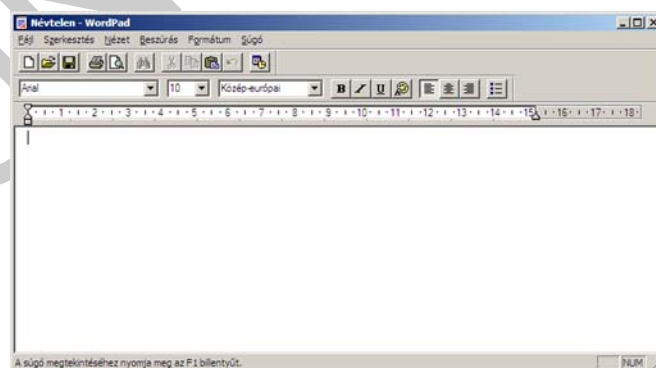 Névtelen - WordPad
Fájl Szerkesztés Nézet Beszúrás Formátum Súgó
Arial 10 Közép-európai B / U
1 2 3 4 5 6 7 8 9 10 11 12 13 14 15 16 17 18
A súgó megtekintéséhez nyomja meg az F1 billentyűt. NUM